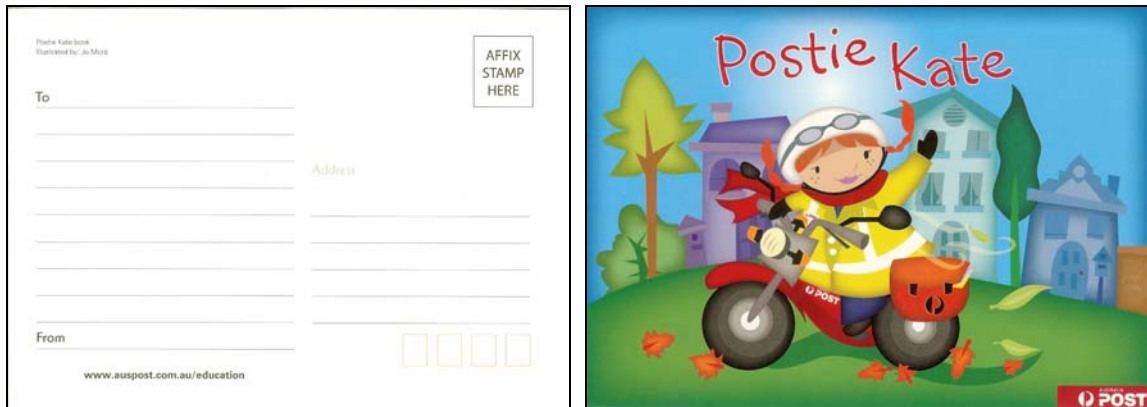 Postie Kate book
Illustrated by: Jo Muré
AFFIX
STAMP
HERE
To
Address
From
www.auspost.com.au/education
Postie Kate
POST
AUSTRALIA
POST